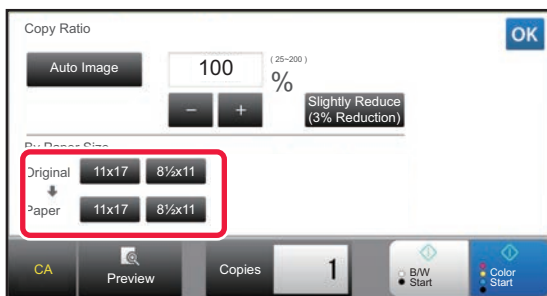 Copy Ratio
OK
Auto Image
100
(25~200)
%
− +
Slightly Reduce
(3% Reduction)
By Paper Size
Original 11x17 8½x11
Paper 11x17 8½x11
CA Preview Copies 1
B/W
Start
Color
Start